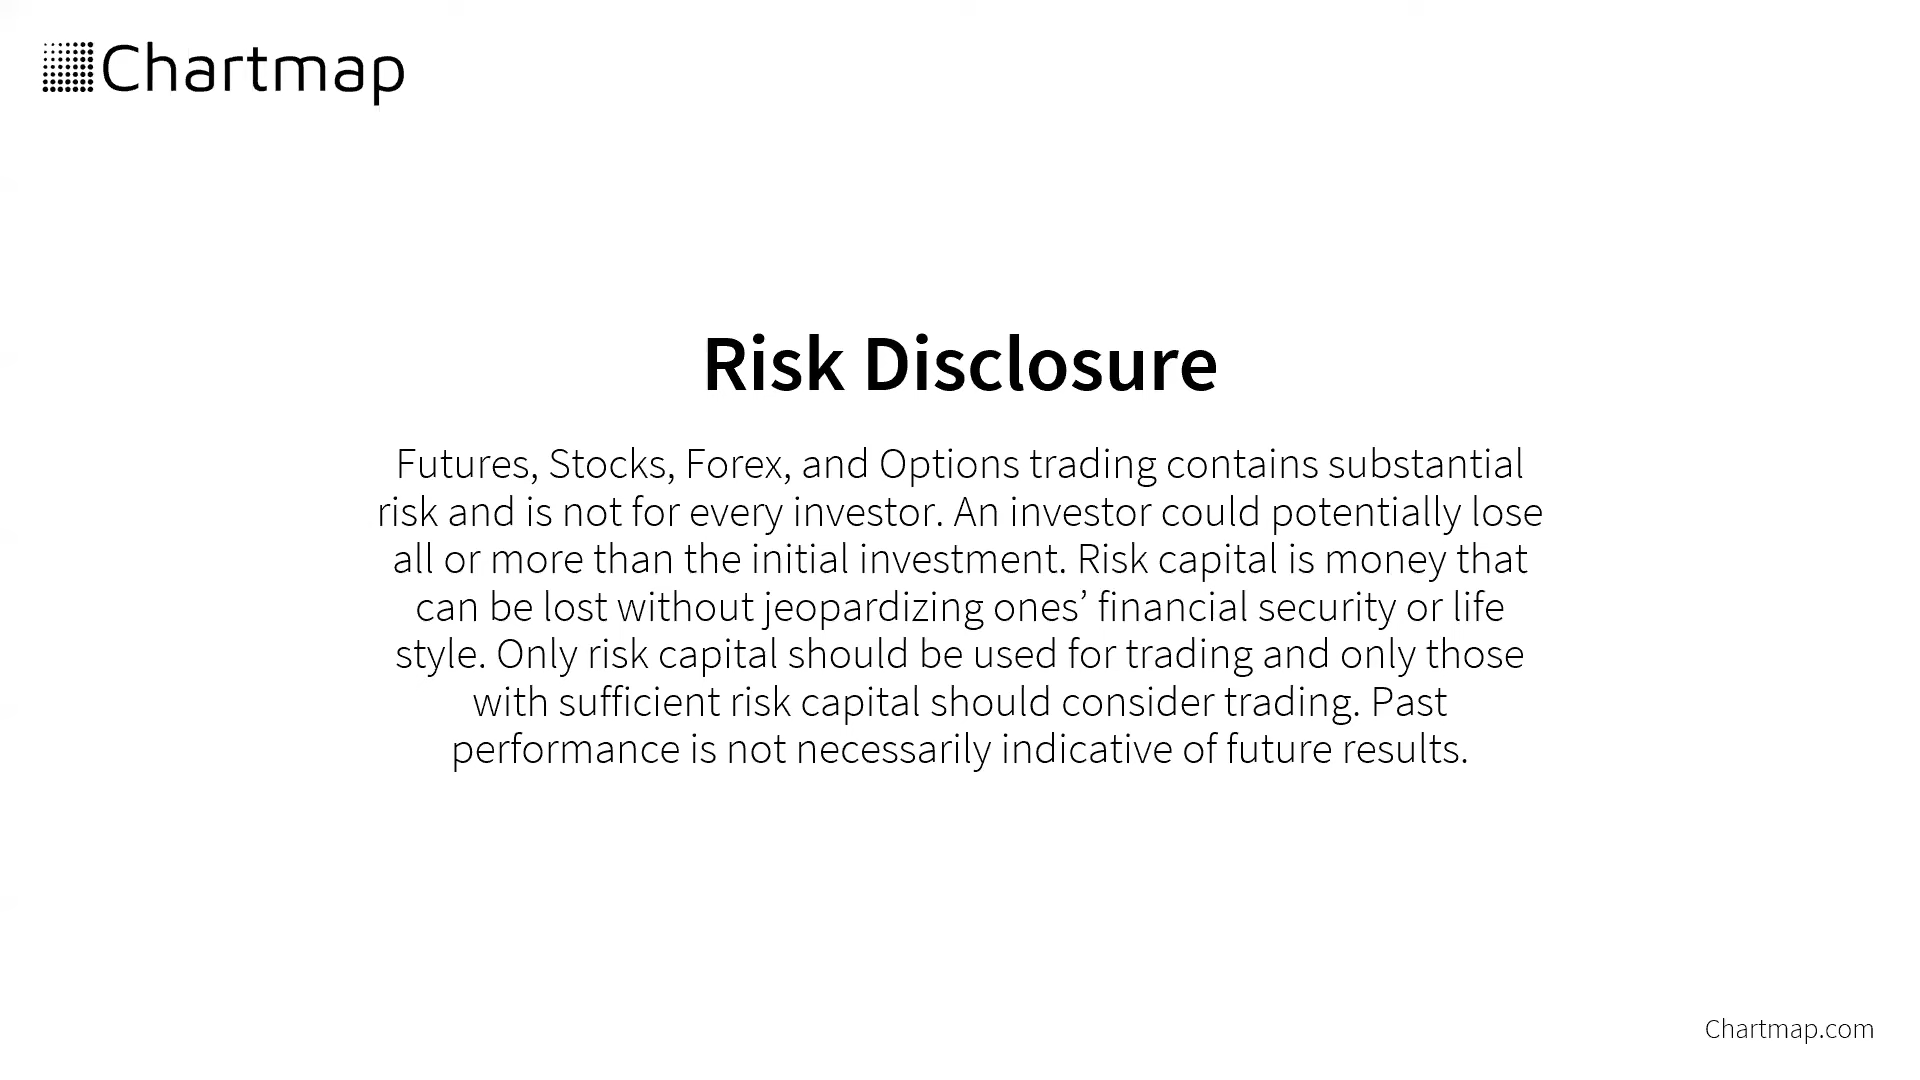 Chartmap
Risk Disclosure
Futures, Stocks, Forex, and Options trading contains substantial
risk and is not for every investor. An investor could potentially lose
all or more than the initial investment. Risk capital is money that
can be lost without jeopardizing ones’ financial security or life
style. Only risk capital should be used for trading and only those
with sufficient risk capital should consider trading. Past
performance is not necessarily indicative of future results.
Chartmap.com